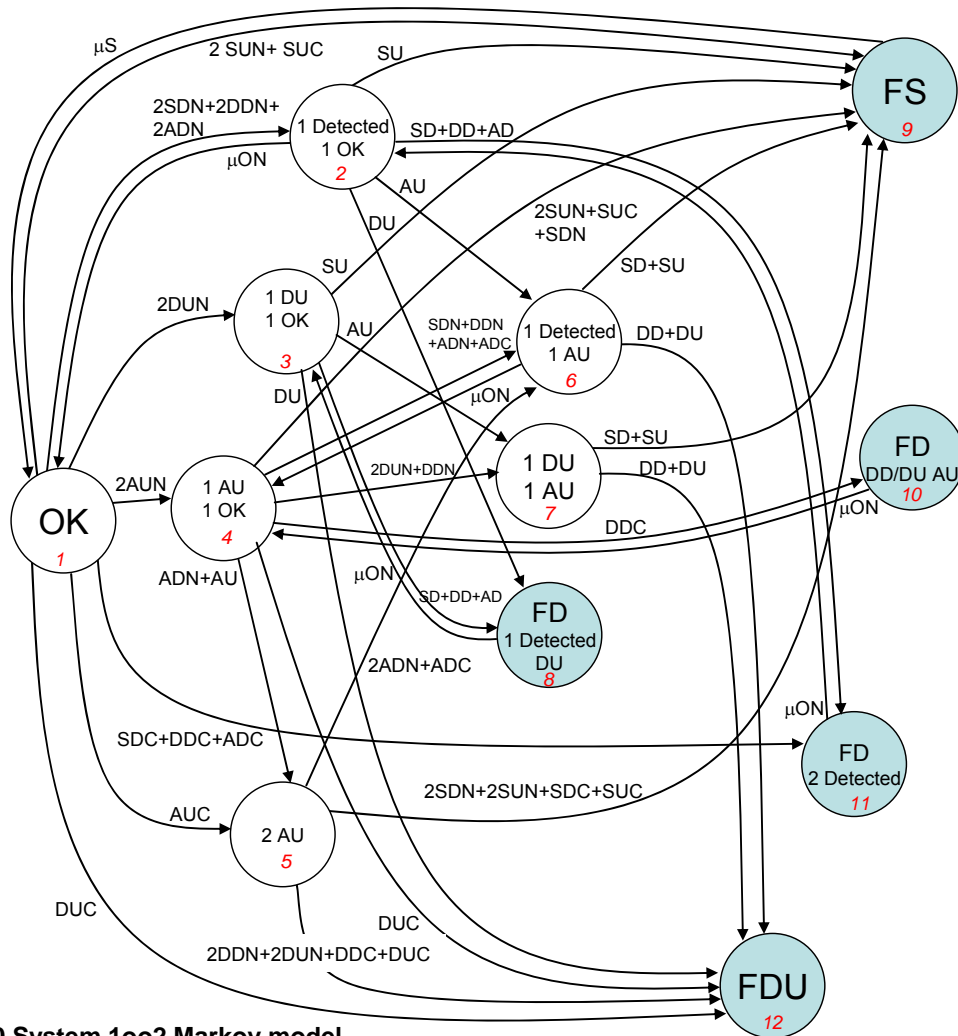 μS
2 SUN+ SUC
SU
FS
9
2SDN+2DDN+
2ADN
1 Detected
1 OK
2
SD+DD+AD
μON
AU
DU
2SUN+SUC
+SDN
SU
SD+SU
2DUN
1 DU
1 OK
3
AU
SDN+DDN
+ADN+ADC
1 Detected
1 AU
6
DD+DU
DU
μON
2AUN
1 AU
1 OK
4
2DUN+DDN
1 DU
1 AU
7
SD+SU
DD+DU
FD
DD/DU AU
10
μON
OK
1
DDC
ADN+AU
μON
SD+DD+AD
FD
1 Detected
DU
8
2ADN+ADC
μON
SDC+DDC+ADC
FD
2 Detected
11
2SDN+2SUN+SDC+SUC
AUC
2 AU
5
DUC
DUC
2DDN+2DUN+DDC+DUC
FDU
12
System 1oo2 Markov model